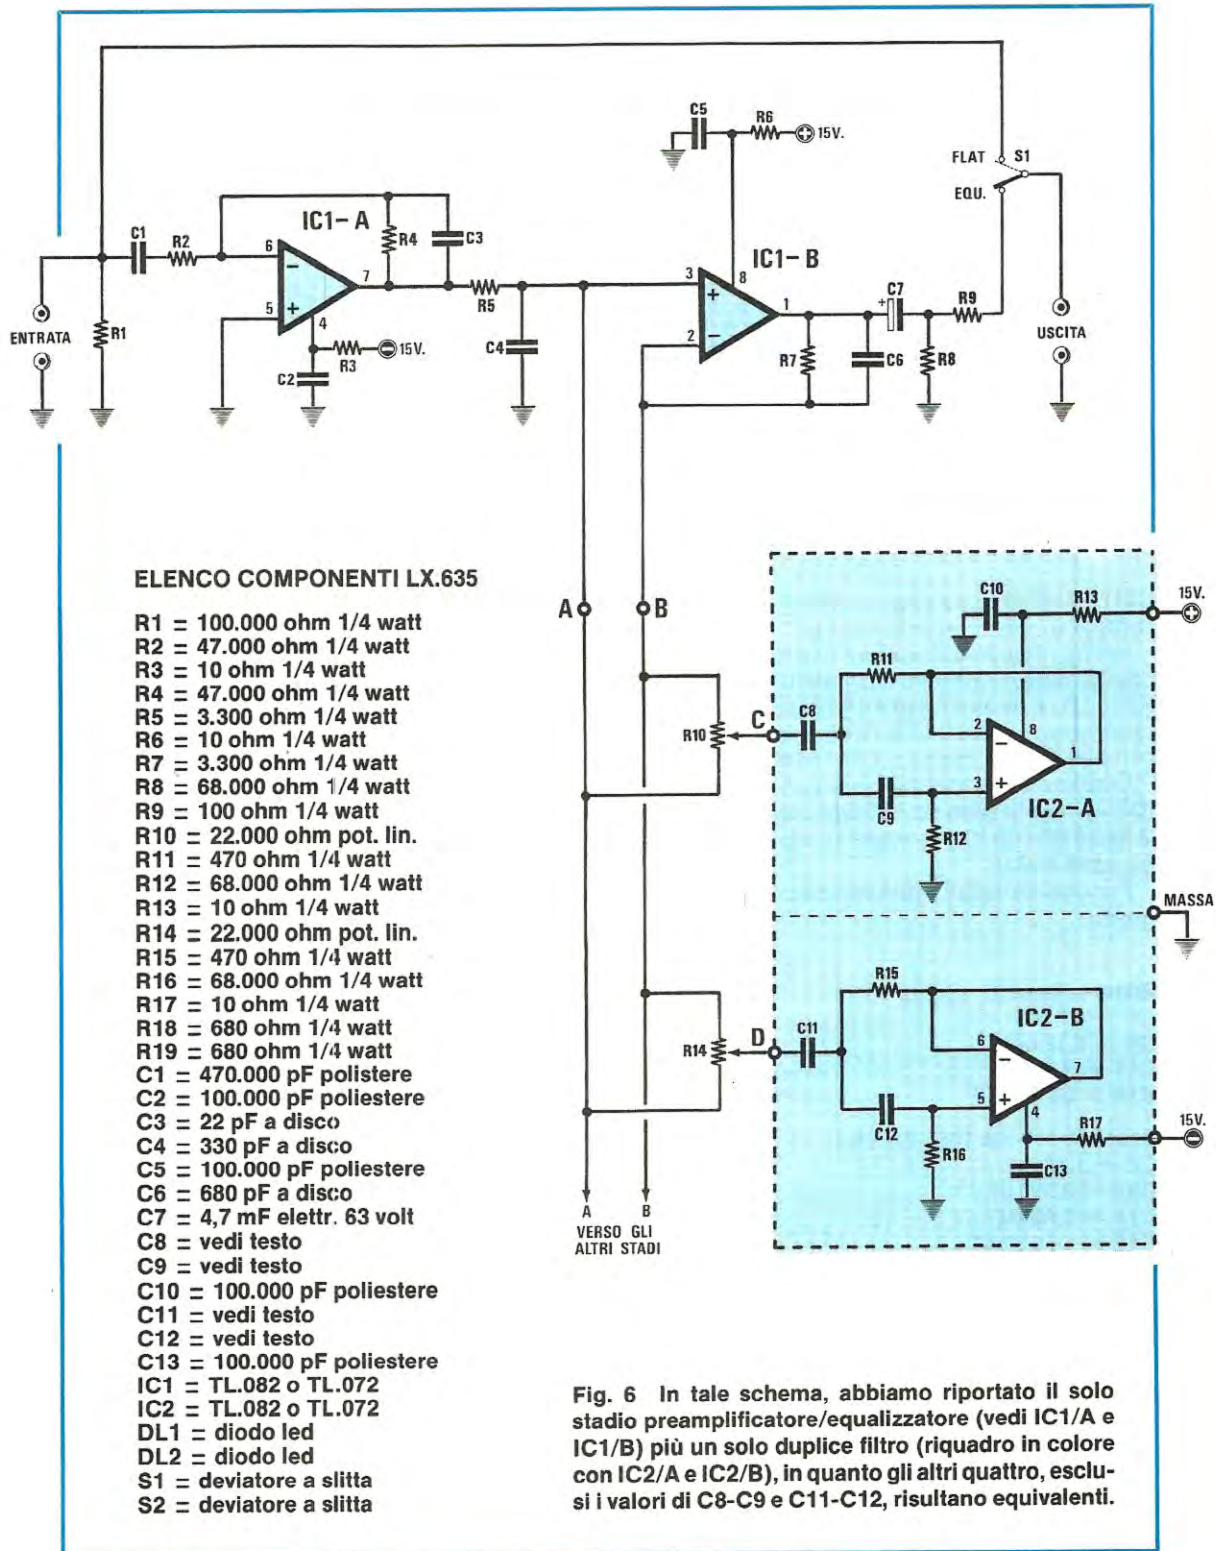 C5
R6
15V.
FLAT
S1
EQU.
C1
R2
IC1-A
R4
C3
6
7
5
4
R5
C4
R1
ENTRATA
R3
15V.
C2
IC1-B
3
8
1
2
C7
+
R9
R7
C6
R8
USCITA
ELENCO COMPONENTI LX.635
R1 = 100.000 ohm 1/4 watt
R2 = 47.000 ohm 1/4 watt
R3 = 10 ohm 1/4 watt
R4 = 47.000 ohm 1/4 watt
R5 = 3.300 ohm 1/4 watt
R6 = 10 ohm 1/4 watt
R7 = 3.300 ohm 1/4 watt
R8 = 68.000 ohm 1/4 watt
R9 = 100 ohm 1/4 watt
R10 = 22.000 ohm pot. lin.
R11 = 470 ohm 1/4 watt
R12 = 68.000 ohm 1/4 watt
R13 = 10 ohm 1/4 watt
R14 = 22.000 ohm pot. lin.
R15 = 470 ohm 1/4 watt
R16 = 68.000 ohm 1/4 watt
R17 = 10 ohm 1/4 watt
R18 = 680 ohm 1/4 watt
R19 = 680 ohm 1/4 watt
C1 = 470.000 pF polistere
C2 = 100.000 pF poliestere
C3 = 22 pF a disco
C4 = 330 pF a disco
C5 = 100.000 pF poliestere
C6 = 680 pF a disco
C7 = 4,7 mF elettr. 63 volt
C8 = vedi testo
C9 = vedi testo
C10 = 100.000 pF poliestere
C11 = vedi testo
C12 = vedi testo
C13 = 100.000 pF poliestere
IC1 = TL.082 o TL.072
IC2 = TL.082 o TL.072
DL1 = diodo led
DL2 = diodo led
S1 = deviatore a slitta
S2 = deviatore a slitta
A
B
C10
R13
15V.
R11
C8
C
R10
2
8
1
3
C9
R12
IC2-A
MASSA
R15
IC2-B
D
C11
R14
6
7
5
4
C12
R16
R17
15V.
C13
A
B
VERSO GLI
ALTRI STADI
Fig. 6 In tale schema, abbiamo riportato il solo
stadio preamplificatore/equalizzatore (vedi IC1/A e
IC1/B) più un solo duplice filtro (riquadro in colore
con IC2/A e IC2/B), in quanto gli altri quattro, esclu-
si i valori di C8-C9 e C11-C12, risultano equivalenti.